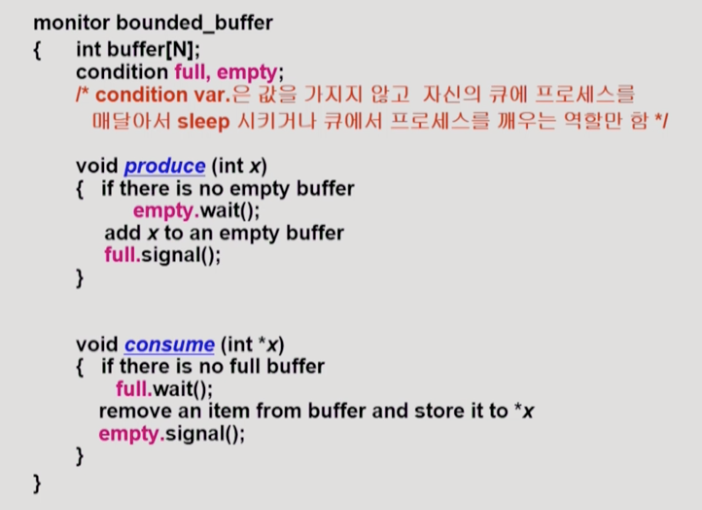 monitor bounded_buffer
{ int buffer[N];
condition full, empty;
/* condition var.은 값을 가지지 않고 자신의 큐에 프로세스를
매달아서 sleep 시키거나 큐에서 프로세스를 깨우는 역할만 함 */
void produce (int x)
{ if there is no empty buffer
empty.wait();
add x to an empty buffer
full.signal();
}
void consume (int *x)
{ if there is no full buffer
full.wait();
remove an item from buffer and store it to *x
empty.signal();
}
}